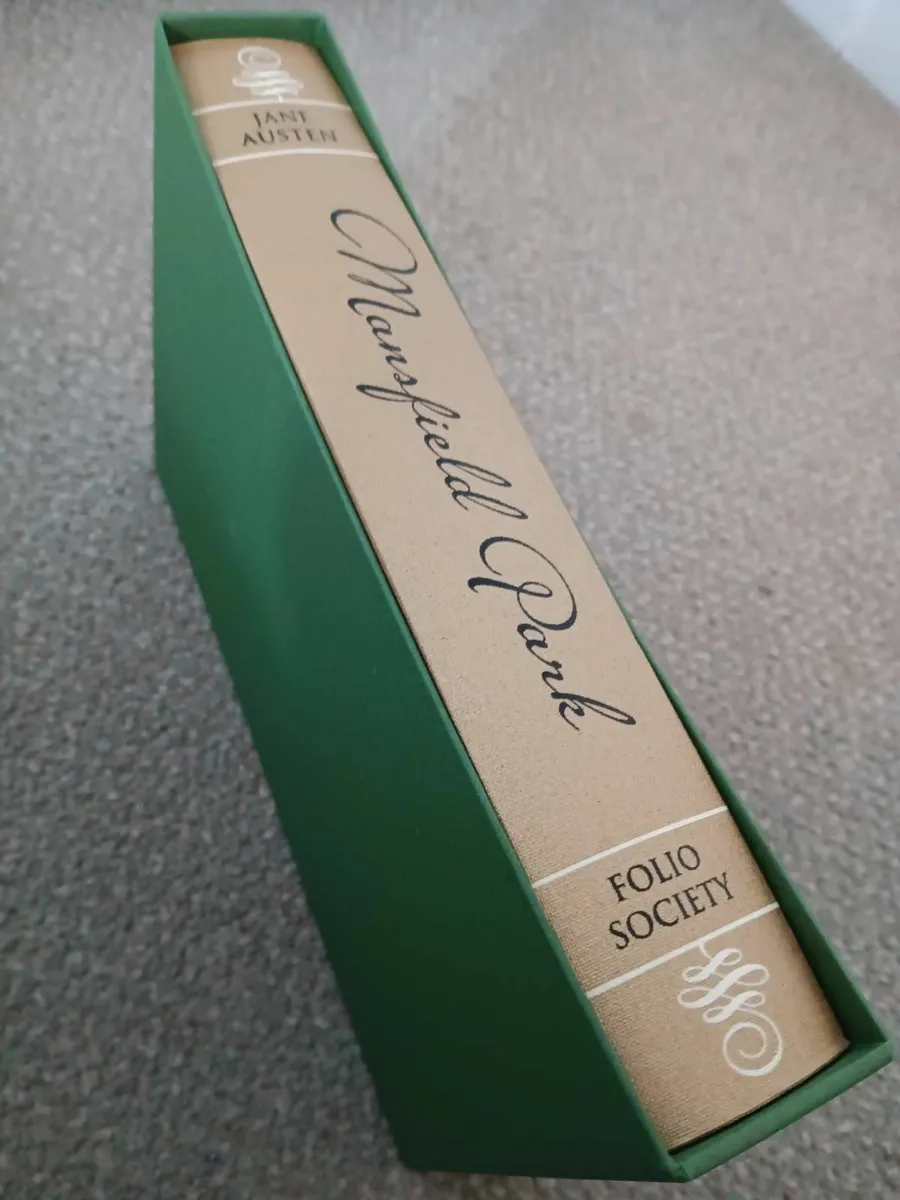 JANE
AUSTEN
Mansfield Park
FOLIO
SOCIETY